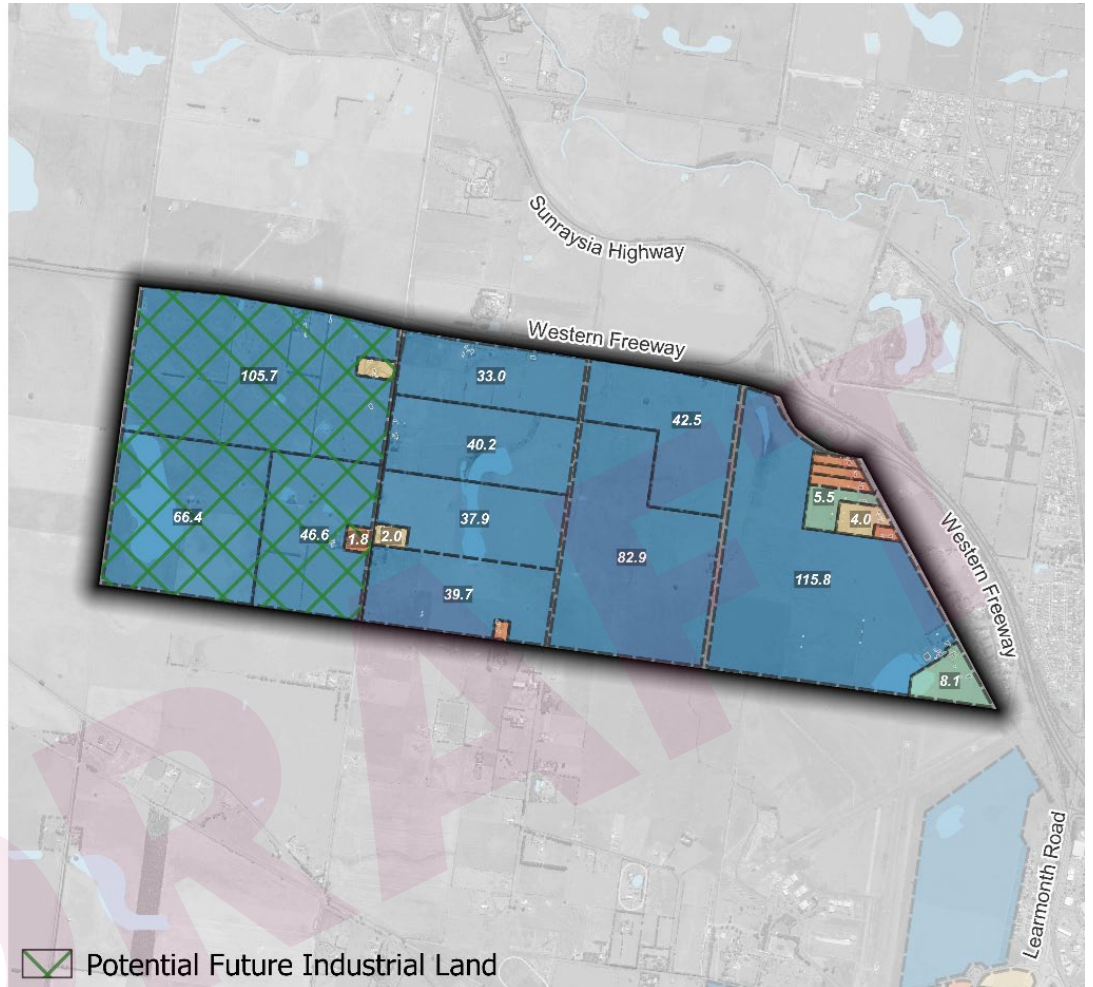 Sunraysia Highway
Western Freeway
105.7
33.0
42.5
40.2
5.5
4.0
66.4
46.6
1.8
2.0
37.9
82.9
39.7
115.8
Western Freeway
8.1
Learmonth Road
DRAFT
Potential Future Industrial Land